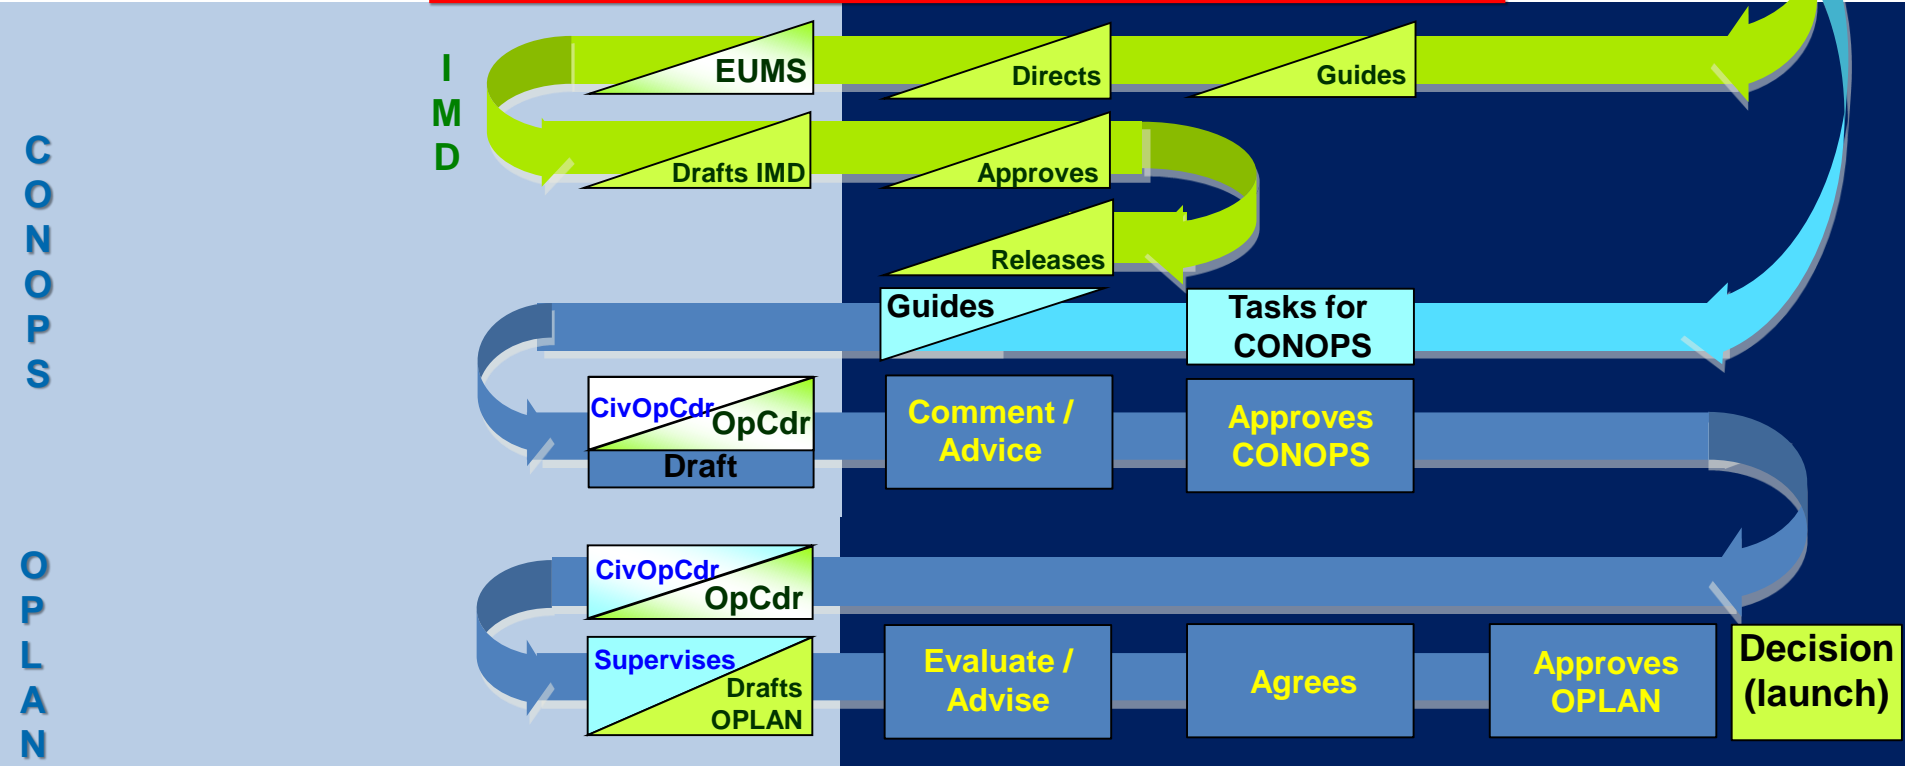 I
M
D
EUMS
Directs
Guides
Drafts IMD
Approves
Releases
C
O
N
O
P
S
Guides
Tasks for
CONOPS
CivOpCdr
OpCdr
Draft
Comment /
Advice
Approves
CONOPS
O
P
L
A
N
CivOpCdr
OpCdr
Supervises
Drafts
OPLAN
Evaluate /
Advise
Agrees
Approves
OPLAN
Decision
(launch)